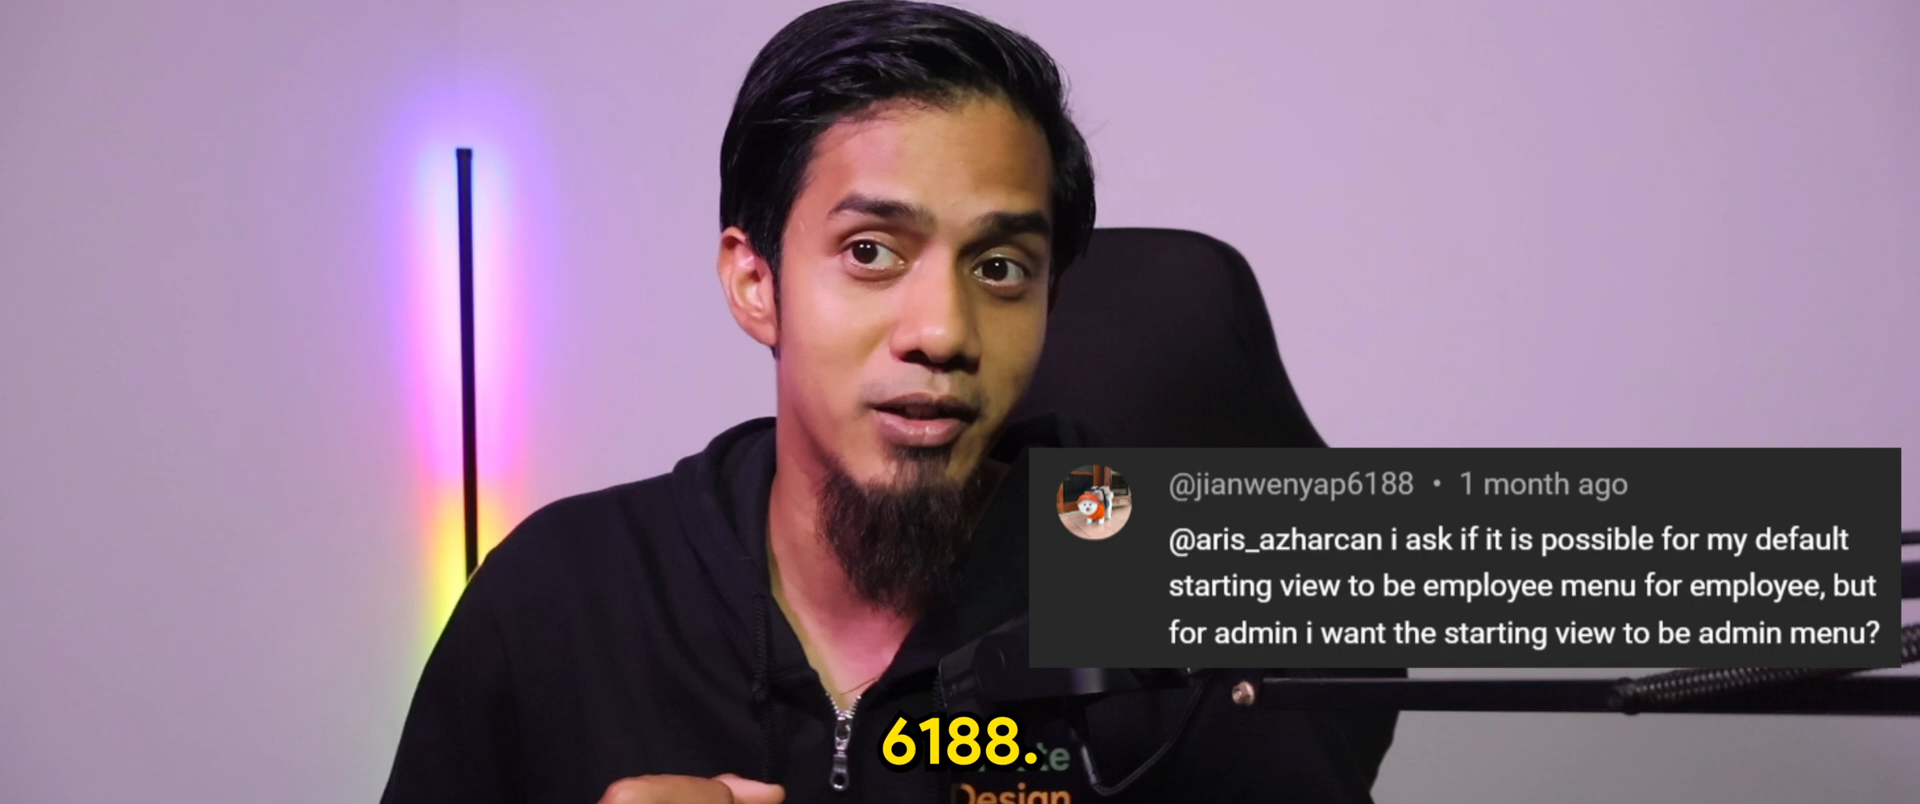 @jianwenyap6188 • 1 month ago
@aris_azharcan i ask if it is possible for my default
starting view to be employee menu for employee, but
for admin i want the starting view to be admin menu?
6188.
Design